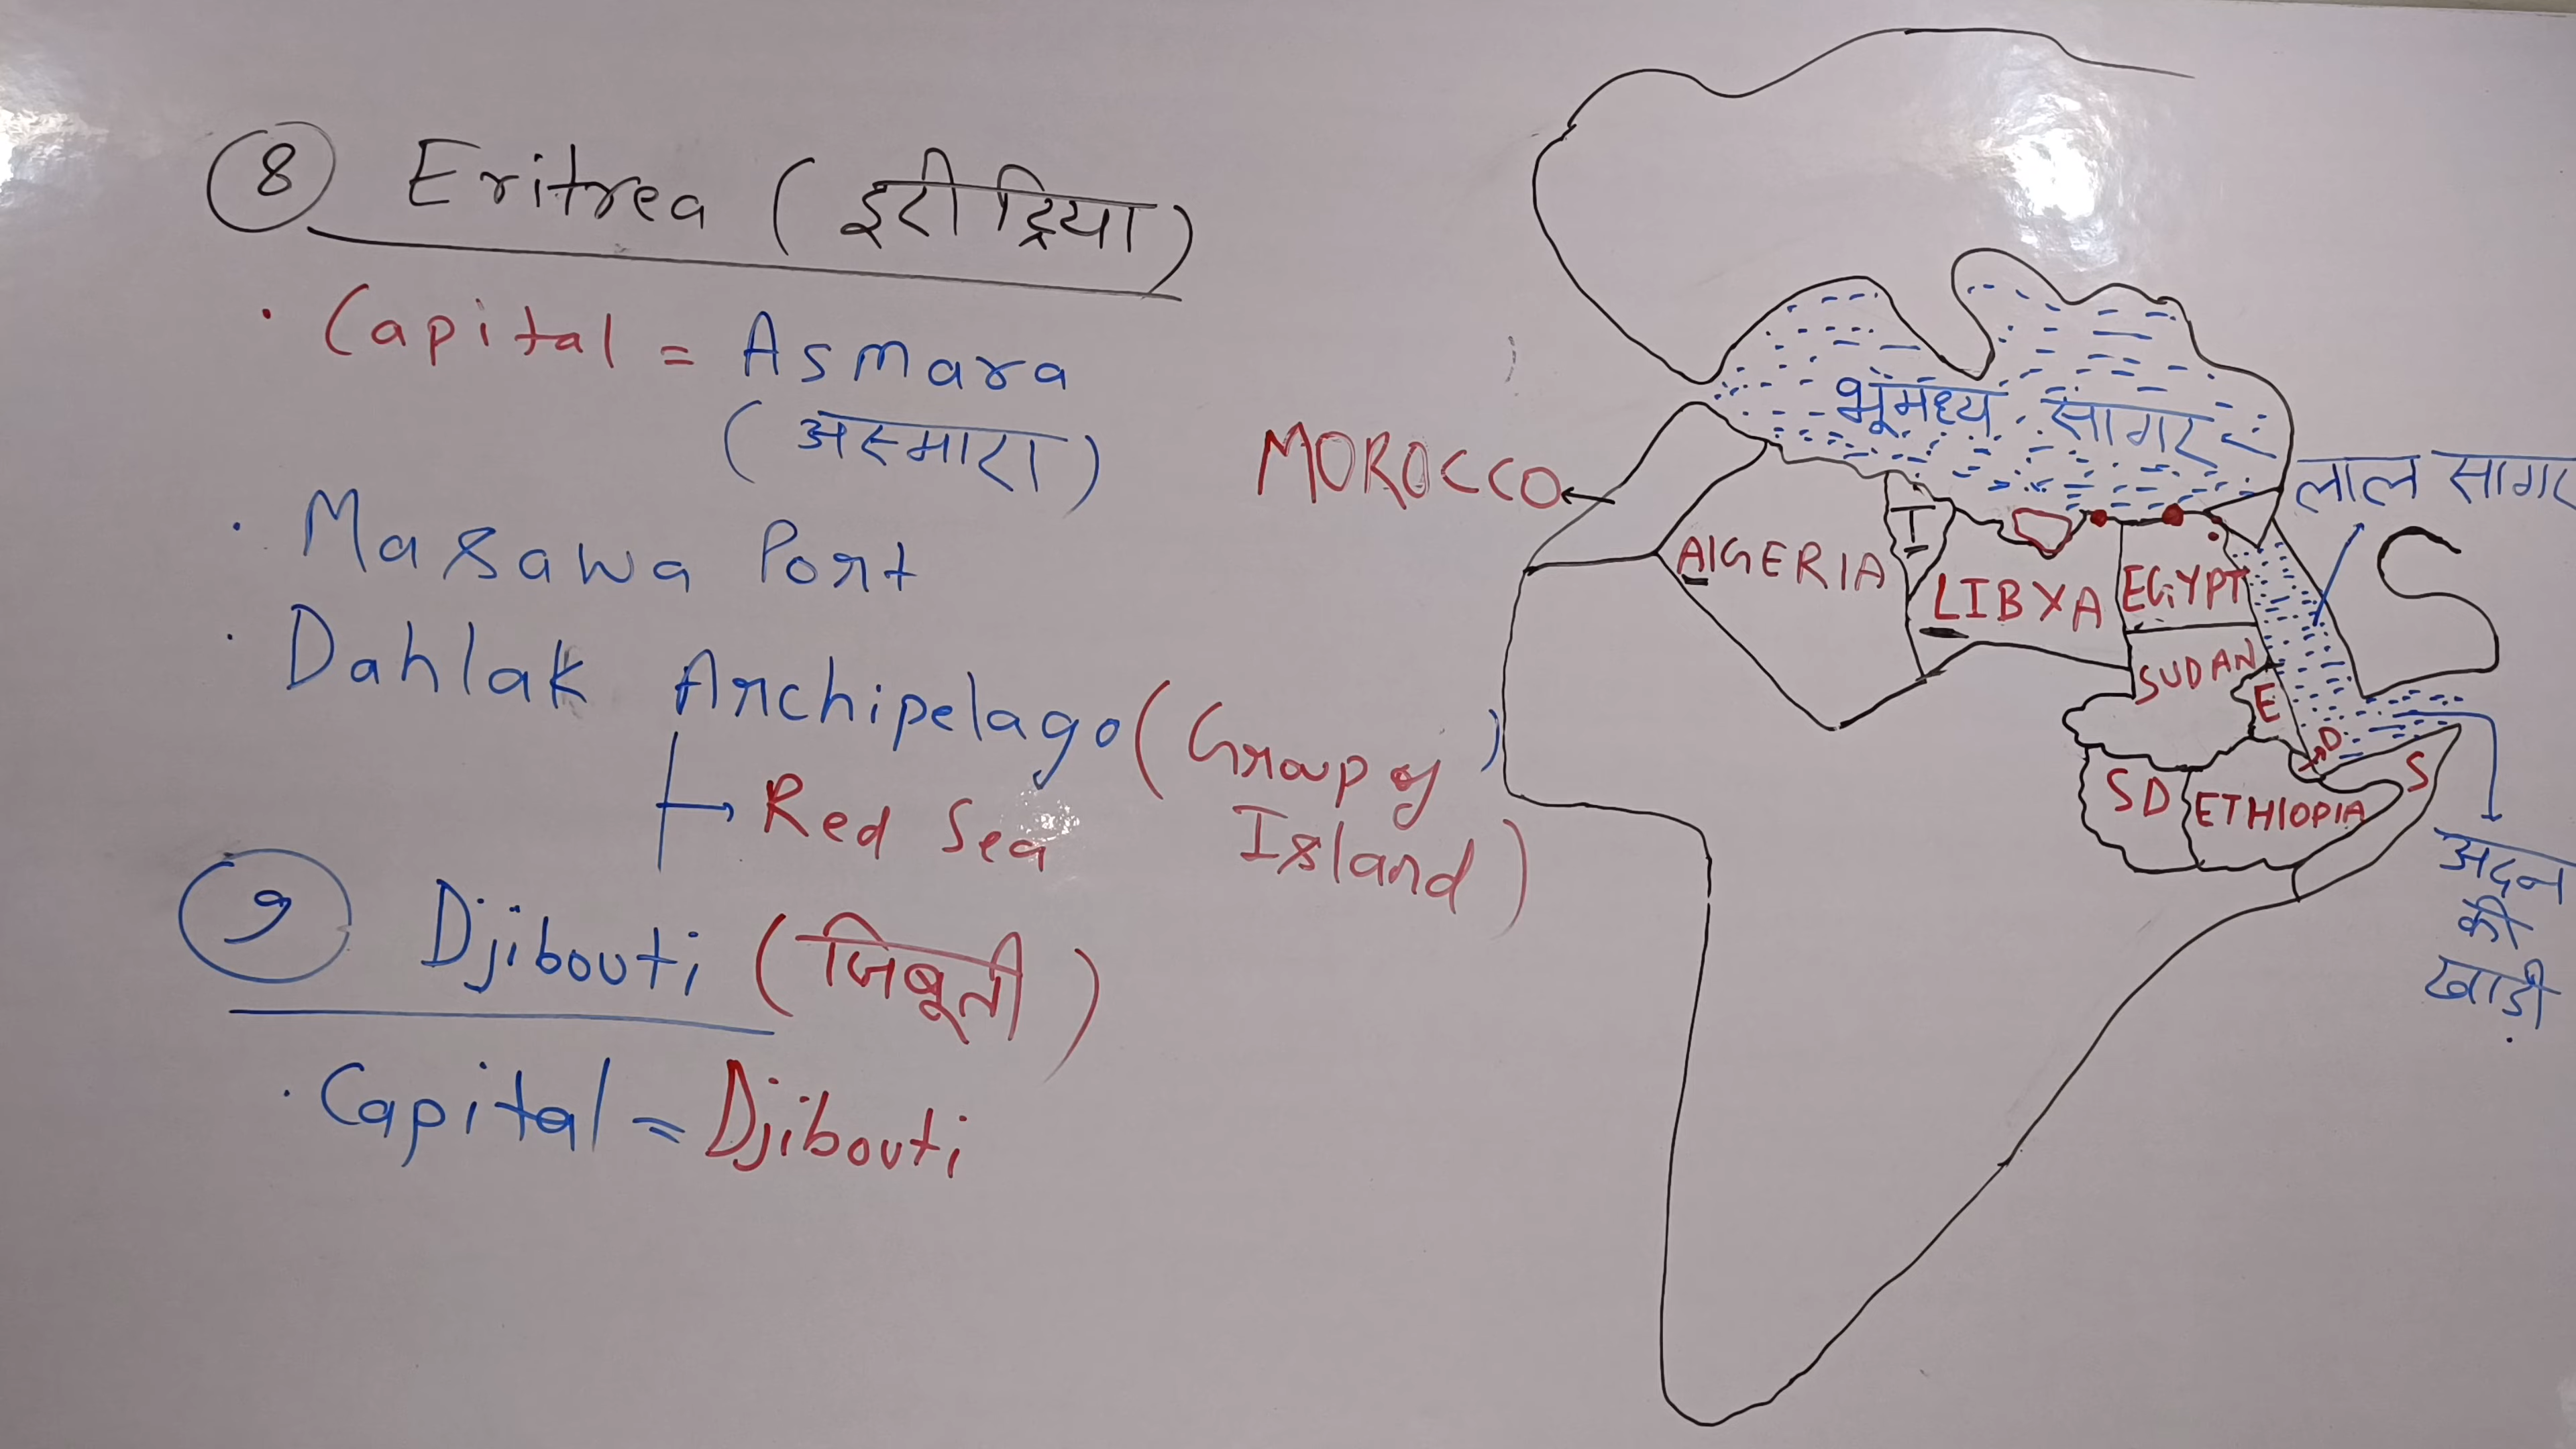 8 Eritrea (इरीट्रिया)
· Capital = Asmara
(अस्मारा)
· Masawa Port
· Dahlak Archipelago (Group of
Island)
→ Red Sea
9 Djibouti (जिबूती)
· Capital = Djibouti
भूमध्य सागर
लाल सागर
MOROCCO
AlGERIA
T
LIBYA
EGYPT
SUDAN
E
D
S
SD
ETHIOPIA
अदन
की
खाड़ी